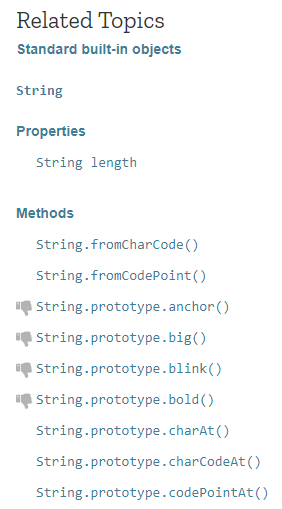 Related Topics
Standard built-in objects
String
Properties
String length
Methods
String.fromCharCode()
String.fromCodePoint()
String.prototype.anchor()
String.prototype.big()
String.prototype.blink()
String.prototype.bold()
String.prototype.charAt()
String.prototype.charCodeAt()
String.prototype.codePointAt()